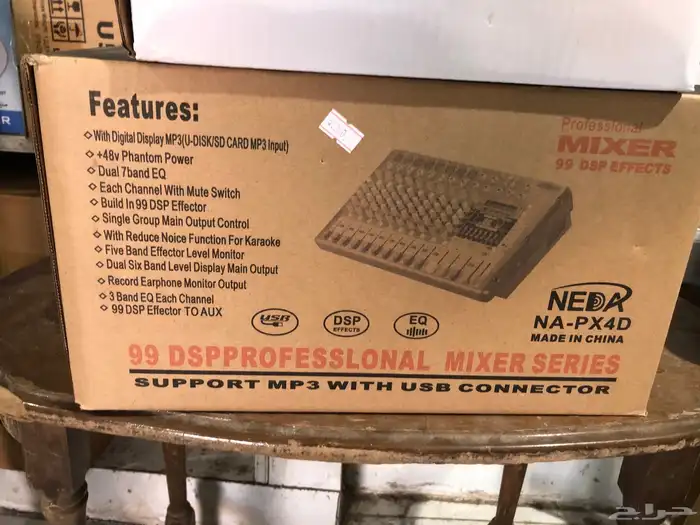 Features:
With Digital Display MP3(U-DISK/SD CARD MP3 Input)
+48v Phantom Power
Dual 7band EQ
Each Channel With Mute Switch
Build In 99 DSP Effector
Single Group Main Output Control
With Reduce Noice Function For Karaoke
Five Band Effector Level Monitor
Dual Six Band Level Display Main Output
Record Earphone Monitor Output
3 Band EQ Each Channel
99 DSP Effector TO AUX
Professional
MIXER
99 DSP EFFECTS
USB
DSP
EFFECTS
EQ
NEDA
NA-PX4D
MADE IN CHINA
99 DSPPROFESSLONAL MIXER SERIES
SUPPORT MP3 WITH USB CONNECTOR
حراج